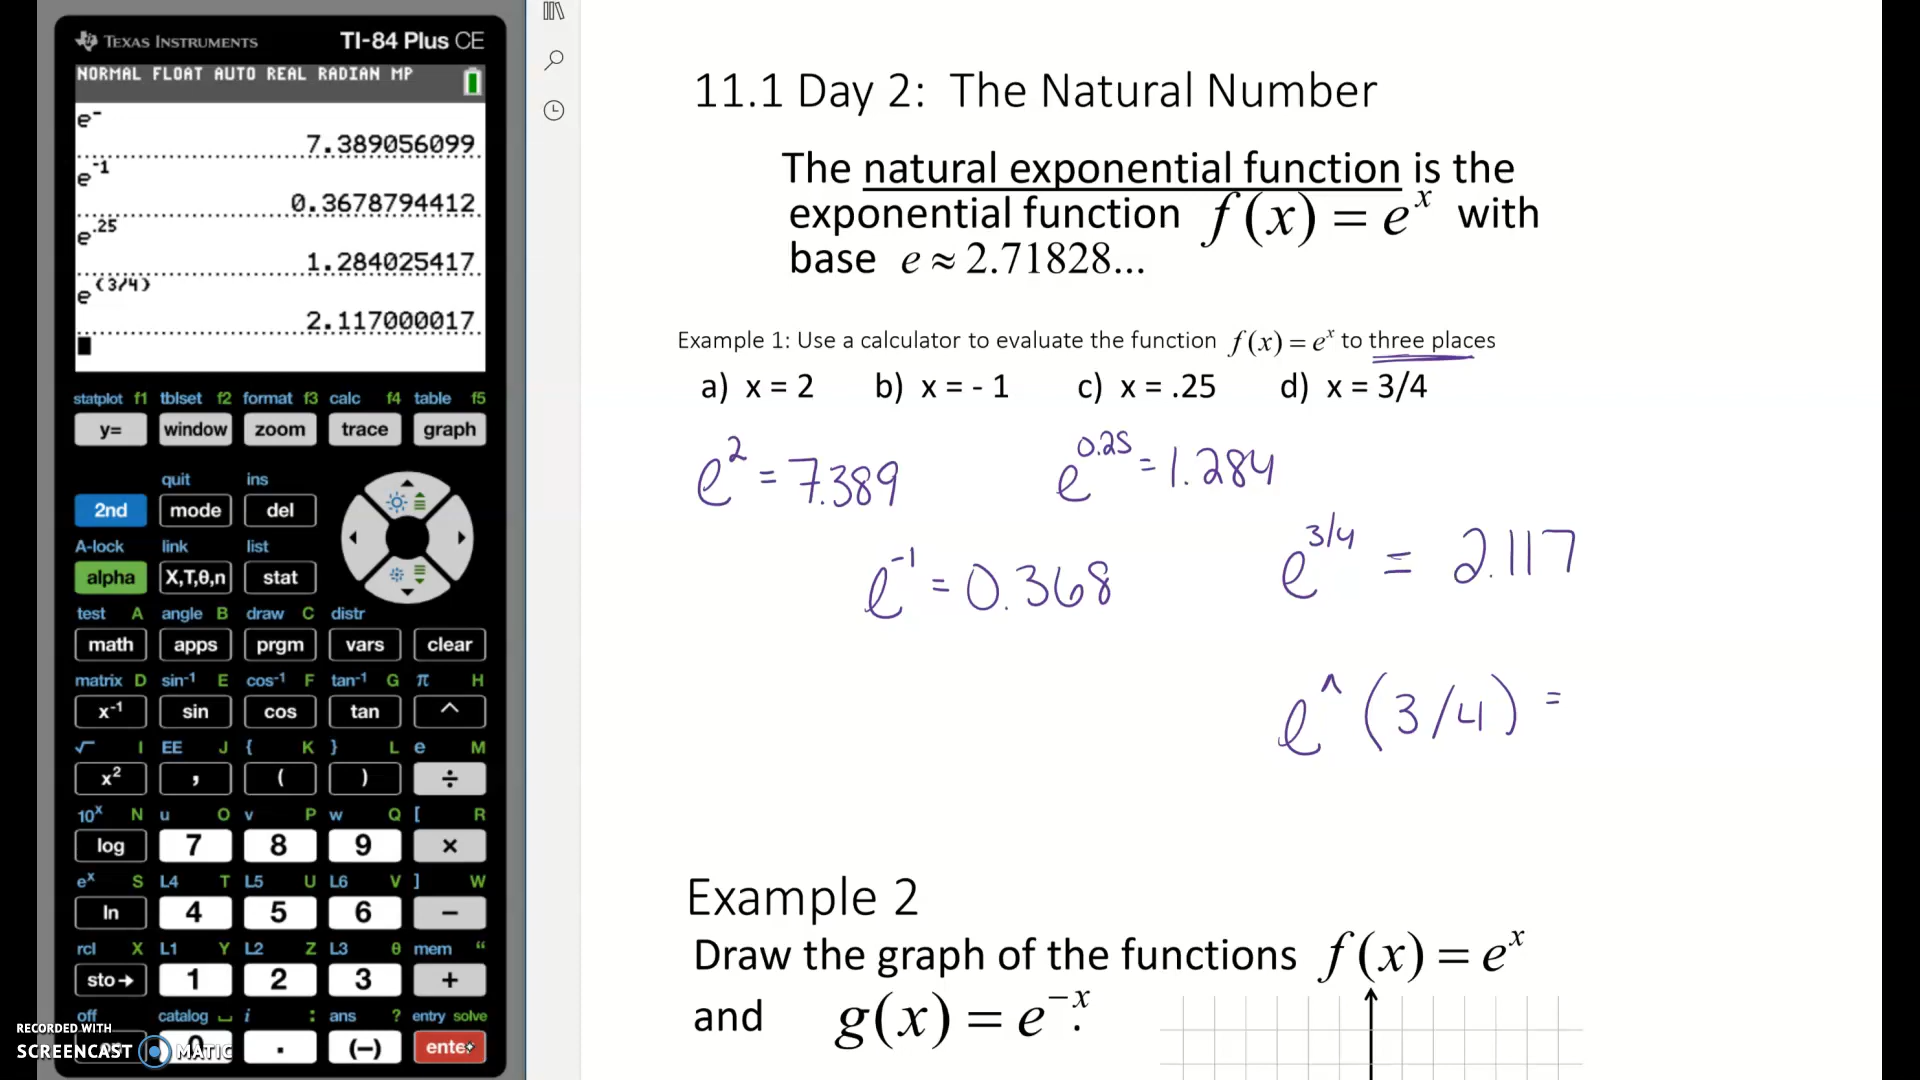 TEXAS INSTRUMENTS TI-84 Plus CE
NORMAL FLOAT AUTO REAL RADIAN MP
7.389056099
e^-1
0.3678794412
e^.25
1.284025417
e^(3/4)
2.117000017
statplot f1 tblset f2 format f3 calc f4 table f5
y= window zoom trace graph
quit ins
2nd mode del
A-lock link list
alpha X,T,θ,n stat
test A angle B draw C distr
math apps prgm vars clear
matrix D sin⁻¹ E cos⁻¹ F tan⁻¹ G π H
x⁻¹ sin cos tan ^
√ I EE J { K } L e M
x² , ( ) ÷
10ˣ N u O v P w Q [ R
log 7 8 9 ×
eˣ S L4 T L5 U L6 V ] W
ln 4 5 6 −
rcl X L1 Y L2 Z L3 θ mem “
sto→ 1 2 3 +
off catalog ⎵ i : ans ? entry solve
0 . (−) enter
RECORDED WITH
SCREENCAST MATIC
11.1 Day 2: The Natural Number
The natural exponential function is the
exponential function f(x) = eˣ with
base e ≈ 2.71828...
Example 1: Use a calculator to evaluate the function f(x) = eˣ to three places
a) x = 2 b) x = - 1 c) x = .25 d) x = 3/4
e² = 7.389 e^0.25 = 1.284
e^-1 = 0.368 e^3/4 = 2.117
e^(3/4) =
Example 2
Draw the graph of the functions f(x) = eˣ
and g(x) = e⁻ˣ.